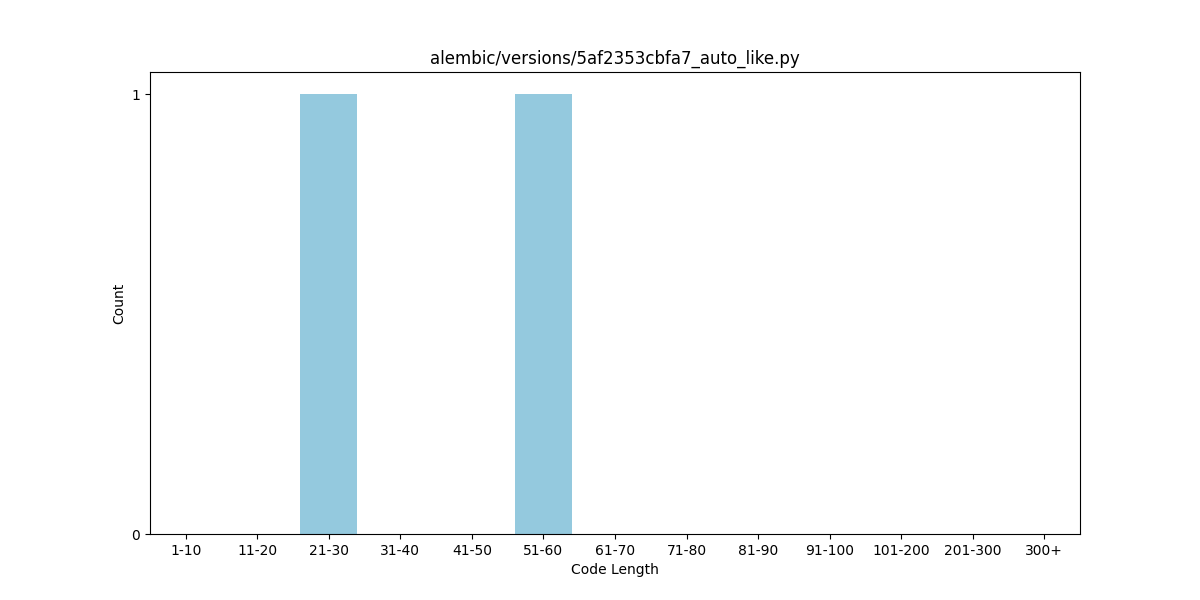 alembic/versions/5af2353cbfa7_auto_like.py
1
Count
0
1-10 11-20 21-30 31-40 41-50 51-60 61-70 71-80 81-90 91-100 101-200 201-300 300+
Code Length